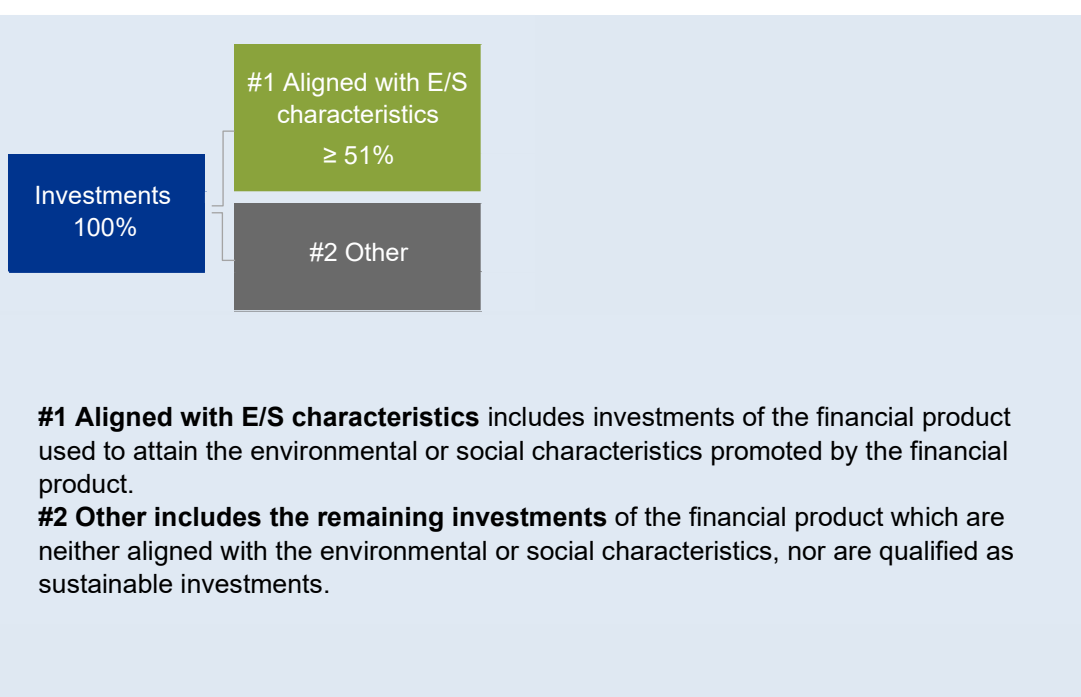 #1 Aligned with E/S
characteristics
≥ 51%
Investments
100%
#2 Other
#1 Aligned with E/S characteristics includes investments of the financial product
used to attain the environmental or social characteristics promoted by the financial
product.
#2 Other includes the remaining investments of the financial product which are
neither aligned with the environmental or social characteristics, nor are qualified as
sustainable investments.